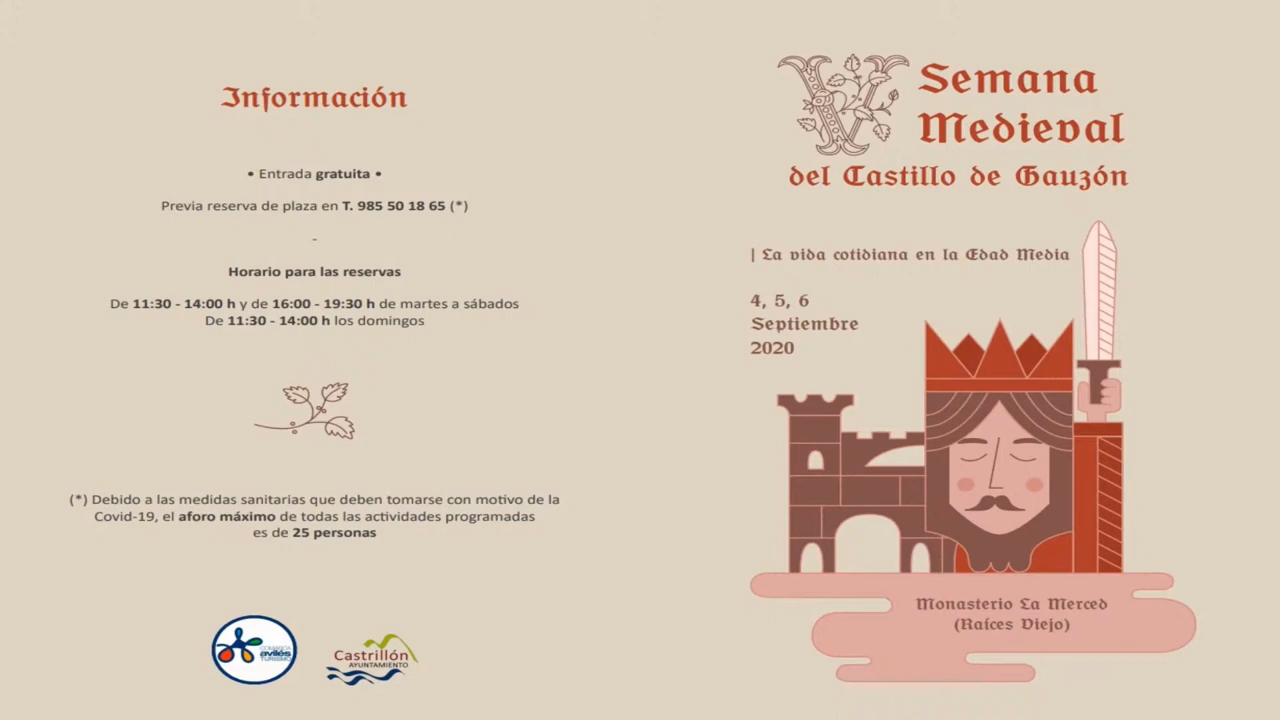 Información
• Entrada gratuita •
Previa reserva de plaza en T. 985 50 18 65 (*)
-
Horario para las reservas
De 11:30 - 14:00 h y de 16:00 - 19:30 h de martes a sábados
De 11:30 - 14:00 h los domingos
(*) Debido a las medidas sanitarias que deben tomarse con motivo de la
Covid-19, el aforo máximo de todas las actividades programadas
es de 25 personas
COMARCA
avilés
TURISMO
Castrillón
AYUNTAMIENTO
V Semana
Medieval
del Castillo de Gauzón
| La vida cotidiana en la Edad Media
4, 5, 6
Septiembre
2020
Monasterio La Merced
(Raíces Viejo)